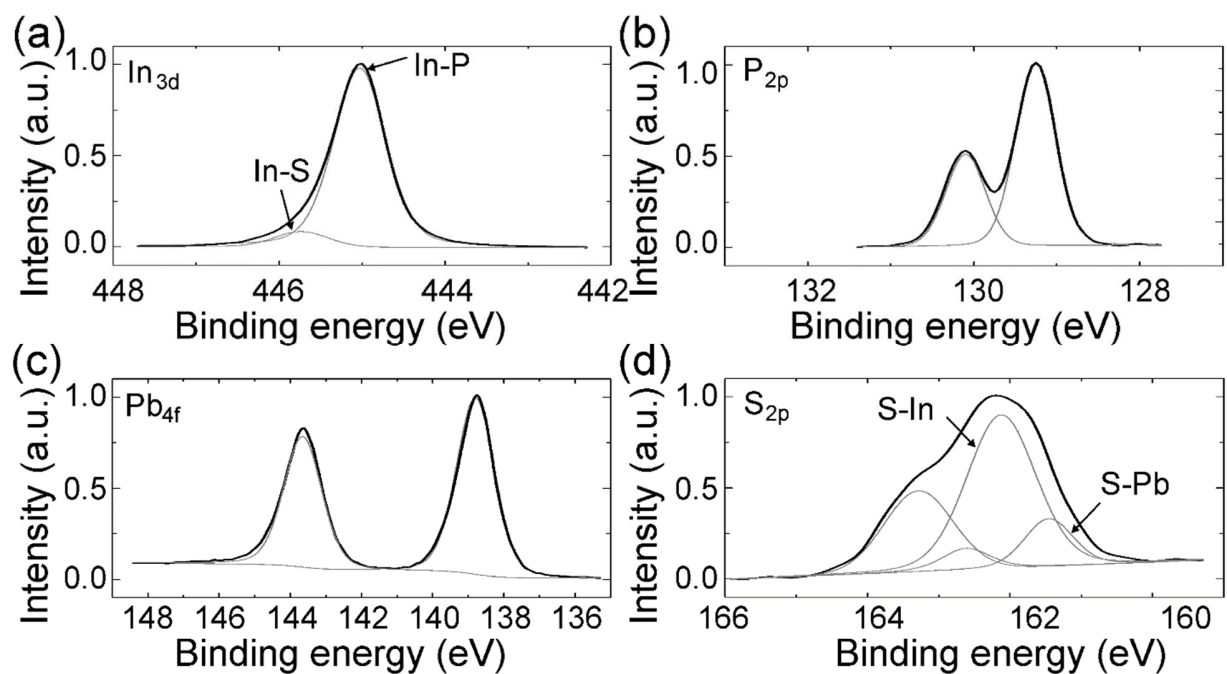 (a)
In3d
In-P
In-S
Intensity (a.u.)
1.0
0.5
0.0
448
446
444
442
Binding energy (eV)
(b)
P2p
Intensity (a.u.)
1.0
0.5
0.0
132
130
128
Binding energy (eV)
(c)
Pb4f
Intensity (a.u.)
1.0
0.5
0.0
148
146
144
142
140
138
136
Binding energy (eV)
(d)
S2p
S-In
S-Pb
Intensity (a.u.)
1.0
0.5
0.0
166
164
162
160
Binding energy (eV)